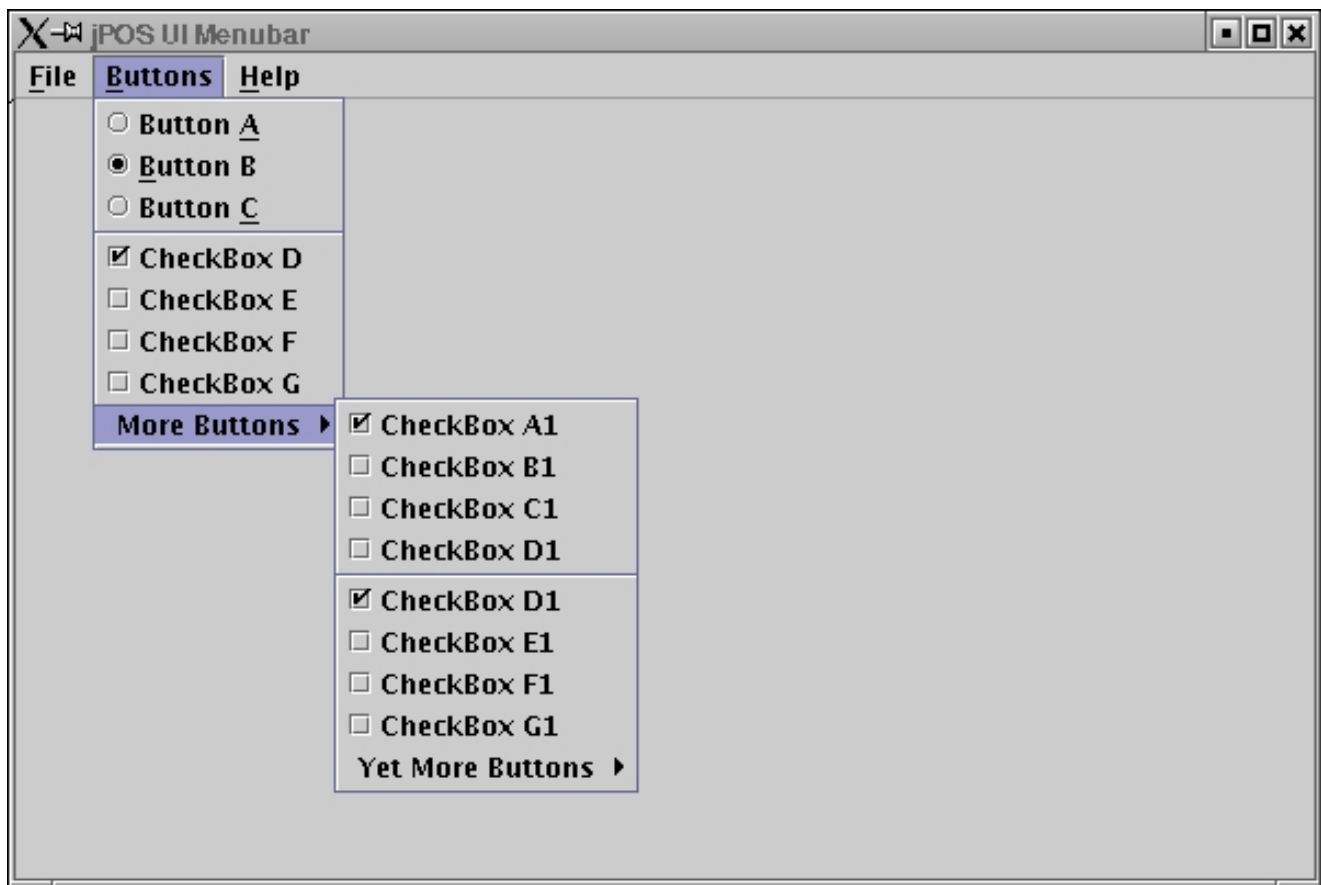 jPOS UI Menubar
File Buttons Help
Button A
Button B
Button C
CheckBox D
CheckBox E
CheckBox F
CheckBox G
More Buttons
CheckBox A1
CheckBox B1
CheckBox C1
CheckBox D1
CheckBox D1
CheckBox E1
CheckBox F1
CheckBox G1
Yet More Buttons